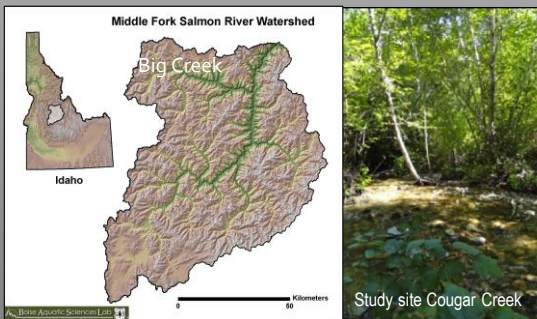 Middle Fork Salmon River Watershed
Big Creek
Idaho
Kilometers
0 50
Boise Aquatic Sciences Lab
Study site Cougar Creek